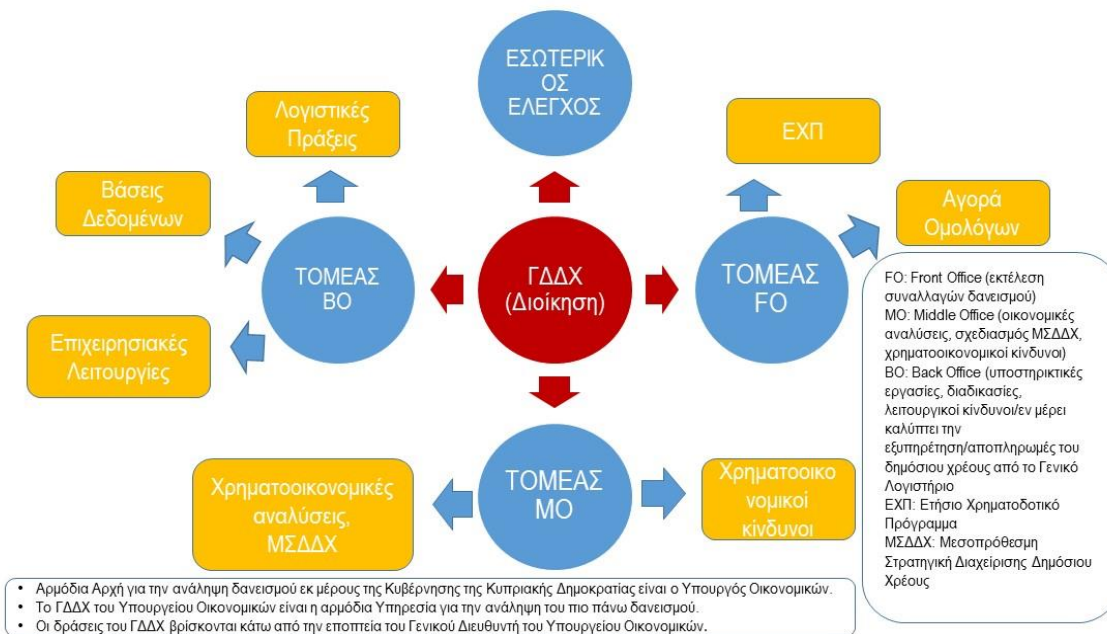 ΕΣΩΤΕΡΙΚ
ΟΣ
ΕΛΕΓΧΟΣ
Λογιστικές
Πράξεις
ΕΧΠ
Βάσεις
Δεδομένων
Αγορά
Ομολόγων
ΤΟΜΕΑΣ
BO
ΓΔΔΧ
(Διοίκηση)
ΤΟΜΕΑΣ
FO
Επιχειρησιακές
Λειτουργίες
FO: Front Office (εκτέλεση
συναλλαγών δανεισμού)
MO: Middle Office (οικονομικές
αναλύσεις, σχεδιασμός ΜΣΔΔΧ,
χρηματοοικονομικοί κίνδυνοι)
BO: Back Office (υποστηρικτικές
εργασίες, διαδικασίες,
λειτουργικοί κίνδυνοι/εν μέρει
καλύπτει την
εξυπηρέτηση/αποπληρωμές του
δημόσιου χρέους από το Γενικό
Λογιστήριο
ΕΧΠ: Ετήσιο Χρηματοδοτικό
Πρόγραμμα
ΜΣΔΔΧ: Μεσοπρόθεσμη
Στρατηγική Διαχείρισης Δημόσιου
Χρέους
Χρηματοοικονομικές
αναλύσεις,
ΜΣΔΔΧ
ΤΟΜΕΑΣ
MO
Χρηματοοικο
νομικοί
κίνδυνοι
• Αρμόδια Αρχή για την ανάληψη δανεισμού εκ μέρους της Κυβέρνησης της Κυπριακής Δημοκρατίας είναι ο Υπουργός Οικονομικών.
• Το ΓΔΔΧ του Υπουργείου Οικονομικών είναι η αρμόδια Υπηρεσία για την ανάληψη του πιο πάνω δανεισμού.
• Οι δράσεις του ΓΔΔΧ βρίσκονται κάτω από την εποπτεία του Γενικού Διευθυντή του Υπουργείου Οικονομικών.